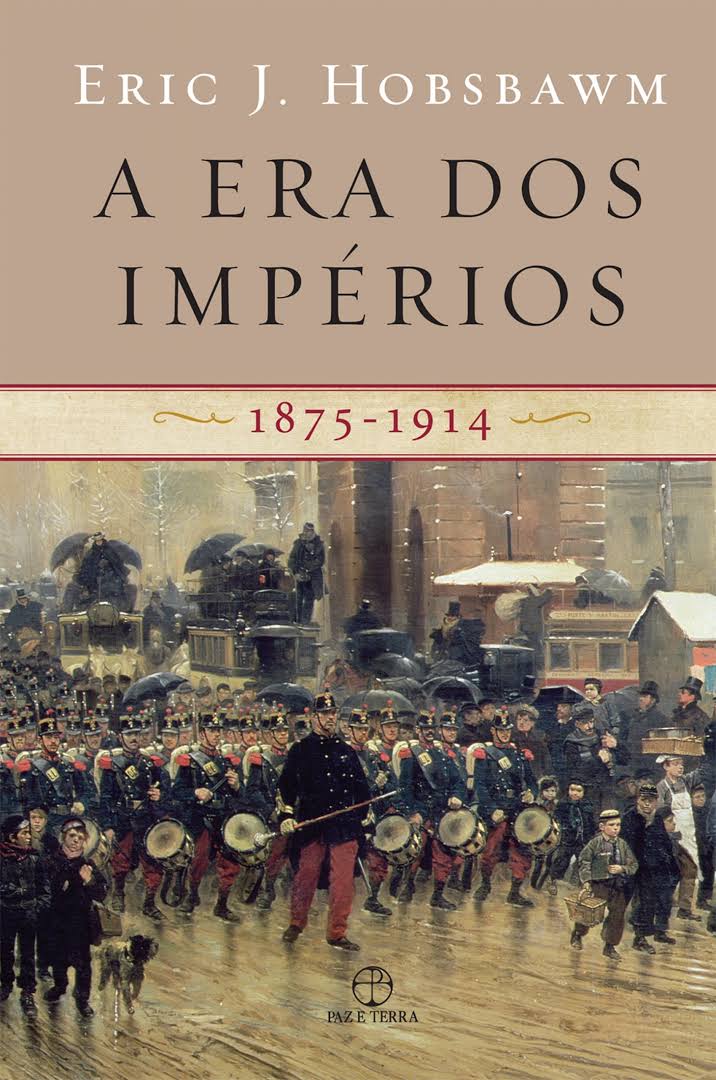 ERIC J. HOBSBAWM
A ERA DOS
IMPÉRIOS
1875-1914
PAZ E TERRA